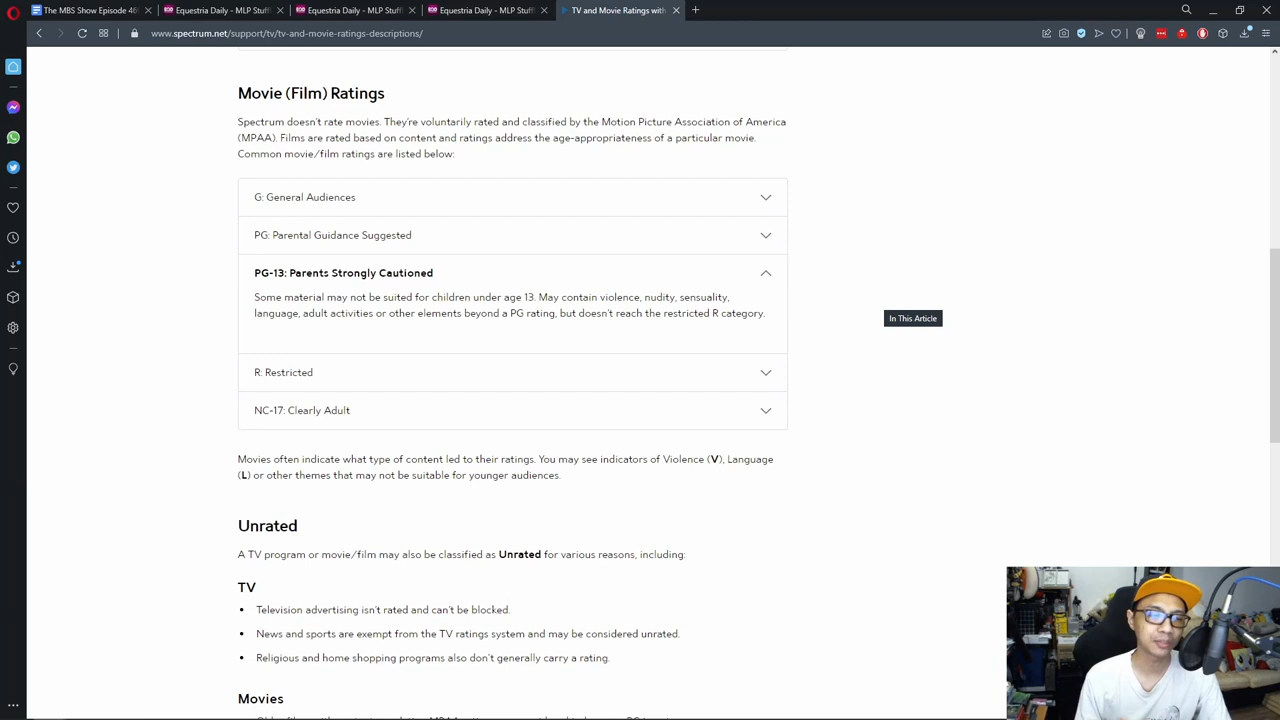 The MBS Show Episode 46
Equestria Daily - MLP Stuff!
Equestria Daily - MLP Stuff!
Equestria Daily - MLP Stuff!
TV and Movie Ratings with
www.spectrum.net/support/tv/tv-and-movie-ratings-descriptions/
Movie (Film) Ratings
Spectrum doesn't rate movies. They're voluntarily rated and classified by the Motion Picture Association of America
(MPAA). Films are rated based on content and ratings address the age-appropriateness of a particular movie.
Common movie/film ratings are listed below:
G: General Audiences
PG: Parental Guidance Suggested
PG-13: Parents Strongly Cautioned
Some material may not be suited for children under age 13. May contain violence, nudity, sensuality,
language, adult activities or other elements beyond a PG rating, but doesn't reach the restricted R category.
In This Article
R: Restricted
NC-17: Clearly Adult
Movies often indicate what type of content led to their ratings. You may see indicators of Violence (V), Language
(L) or other themes that may not be suitable for younger audiences.
Unrated
A TV program or movie/film may also be classified as Unrated for various reasons, including:
TV
• Television advertising isn't rated and can't be blocked.
• News and sports are exempt from the TV ratings system and may be considered unrated.
• Religious and home shopping programs also don't generally carry a rating.
Movies